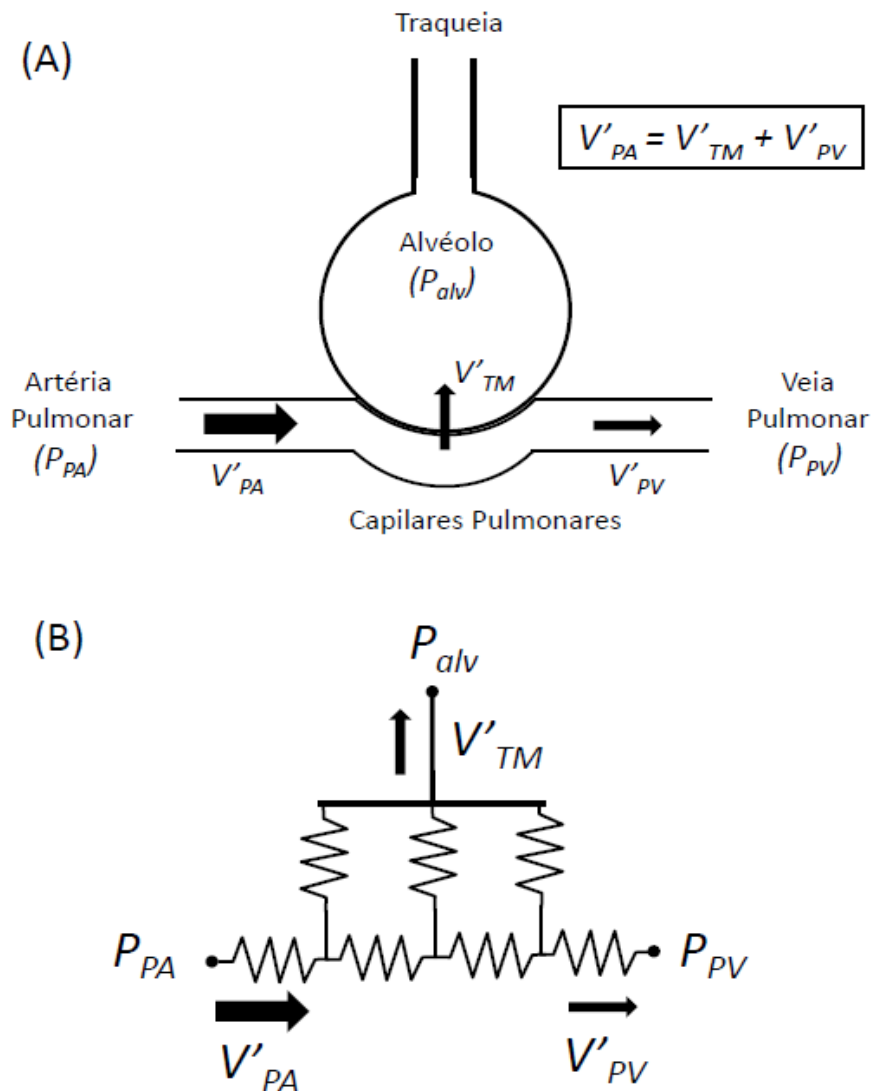 Traqueia
(A)
V'PA = V'TM + V'PV
Alvéolo
(Palv)
V'TM
Artéria
Pulmonar
(PPA)
Veia
Pulmonar
(PPV)
V'PA
V'PV
Capilares Pulmonares
(B)
Palv
V'TM
PPA
PPV
V'PA
V'PV